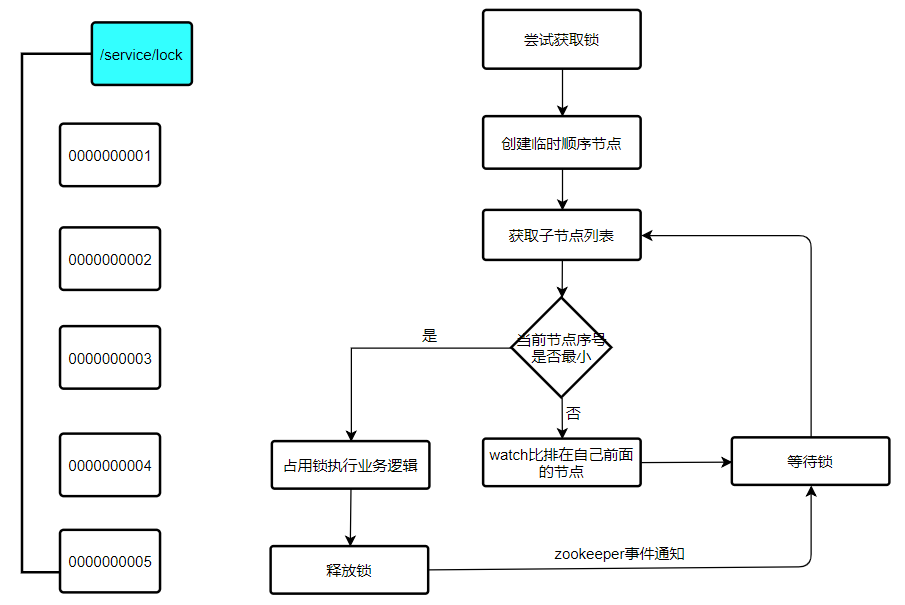 /service/lock
0000000001
0000000002
0000000003
0000000004
0000000005
尝试获取锁
创建临时顺序节点
获取子节点列表
当前节点序号
是否最小
是
否
占用锁执行业务逻辑
watch比排在自己前面
的节点
等待锁
释放锁
zookeeper事件通知